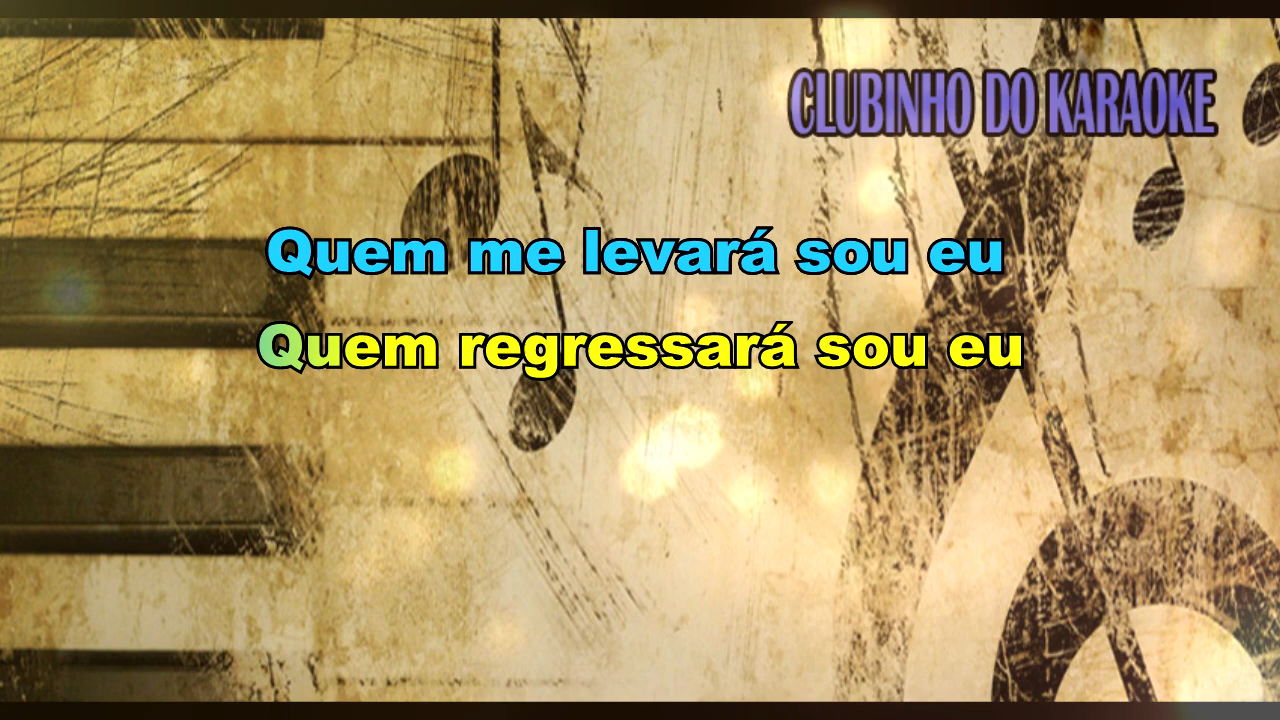 CLUBINHO DO KARAOKE
Quem me levará sou eu
Quem regressará sou eu